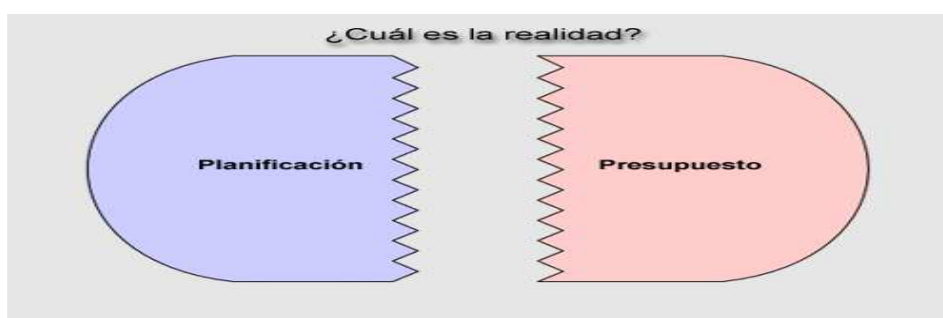 ¿Cuál es la realidad?
Planificación
Presupuesto